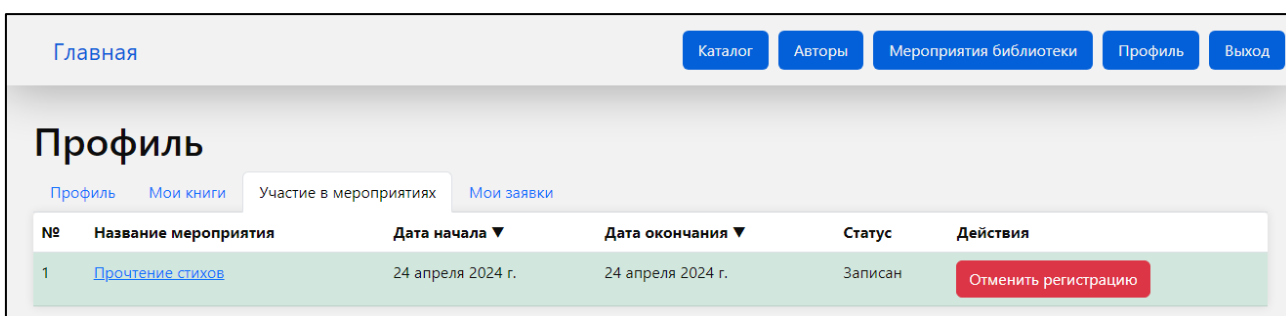 Главная Каталог Авторы Мероприятия библиотеки Профиль Выход
Профиль
Профиль Мои книги Участие в мероприятиях Мои заявки
№ Название мероприятия Дата начала ▼ Дата окончания ▼ Статус Действия
1 Прочтение стихов 24 апреля 2024 г. 24 апреля 2024 г. Записан Отменить регистрацию